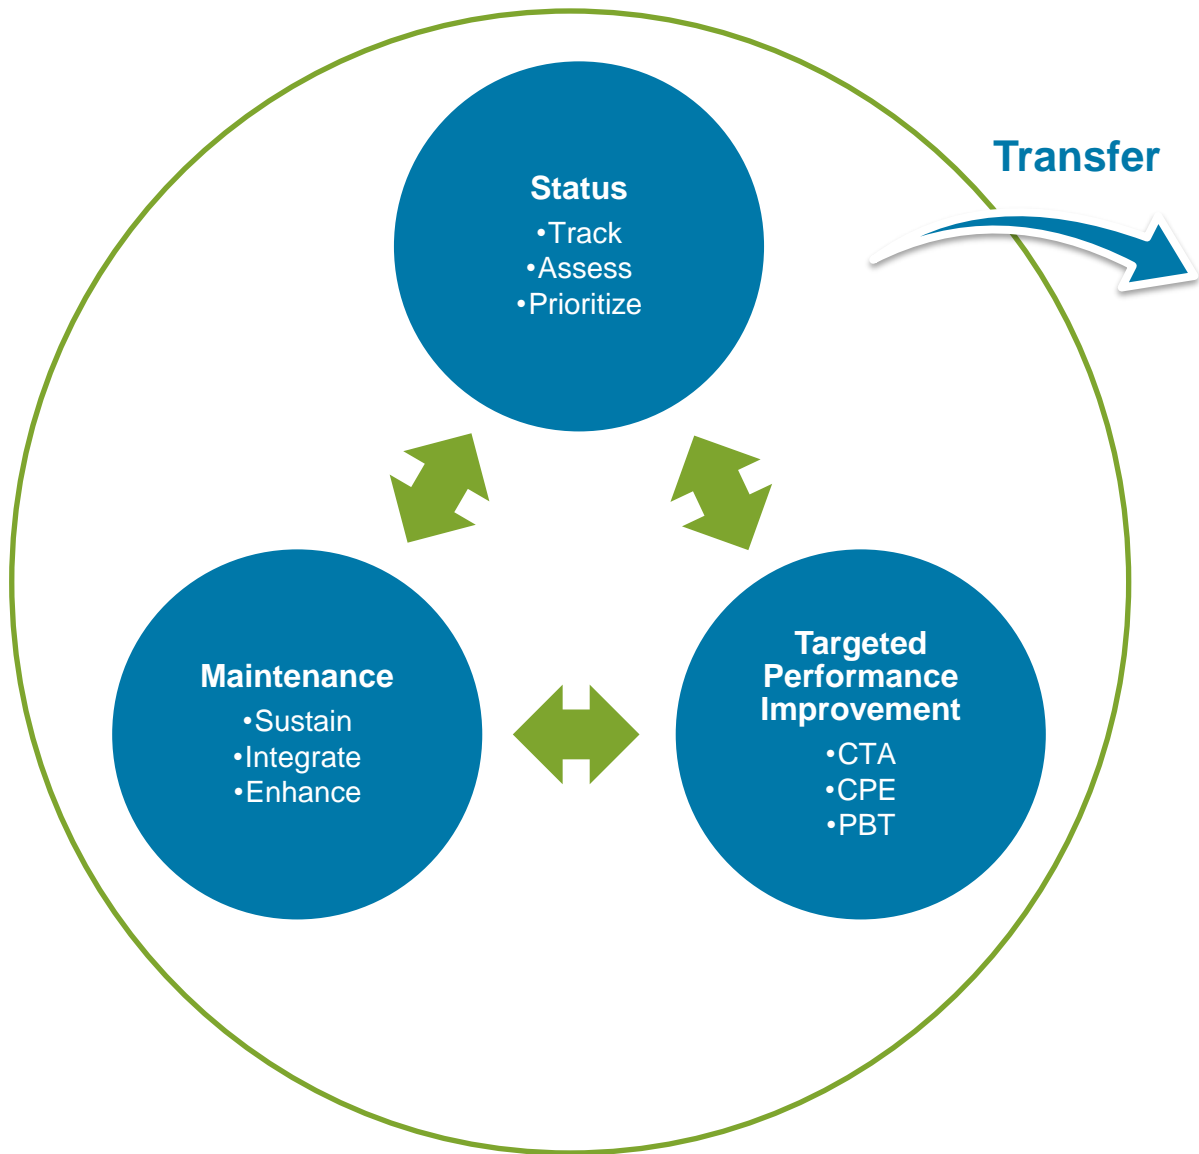 Transfer
Status
•Track
•Assess
•Prioritize
Maintenance
•Sustain
•Integrate
•Enhance
Targeted
Performance
Improvement
•CTA
•CPE
•PBT